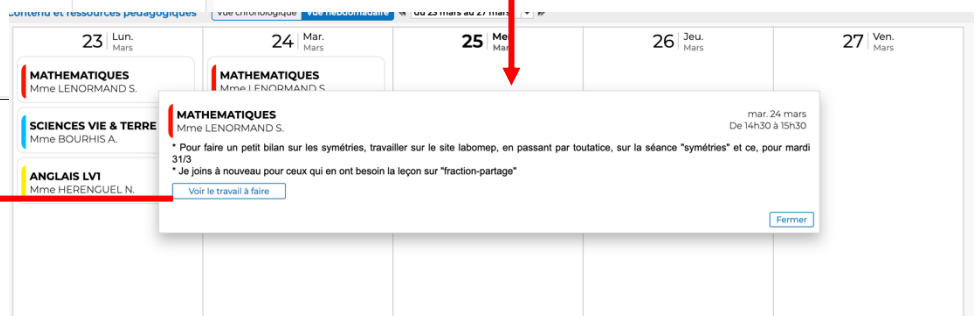 Contenu et ressources pédagogiques Vue chronologique Vue hebdomadaire du 23 mars au 27 mars
23 Lun. Mars 24 Mar. Mars 25 Me Mar 26 Jeu. Mars 27 Ven. Mars
MATHEMATIQUES
Mme LENORMAND S.
MATHEMATIQUES
Mme LENORMAND S.
SCIENCES VIE & TERRE
Mme BOURHIS A.
ANGLAIS LV1
Mme HERENGUEL N.
MATHEMATIQUES
Mme LENORMAND S.
mar. 24 mars
De 14h30 à 15h30
* Pour faire un petit bilan sur les symétries, travailler sur le site labomep, en passant par toutatice, sur la séance "symétries" et ce, pour mardi
31/3
* Je joins à nouveau pour ceux qui en ont besoin la leçon sur "fraction-partage"
Voir le travail à faire
Fermer